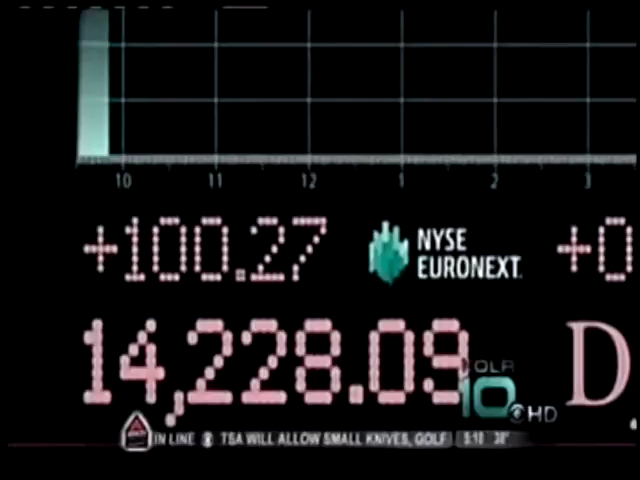 10 11 12 1 2 3
+100.27 NYSE +0
EURONEXT
14,228.09 D
10 HD
IN LINE TSA WILL ALLOW SMALL KNIVES, GOLF 5:10 38°